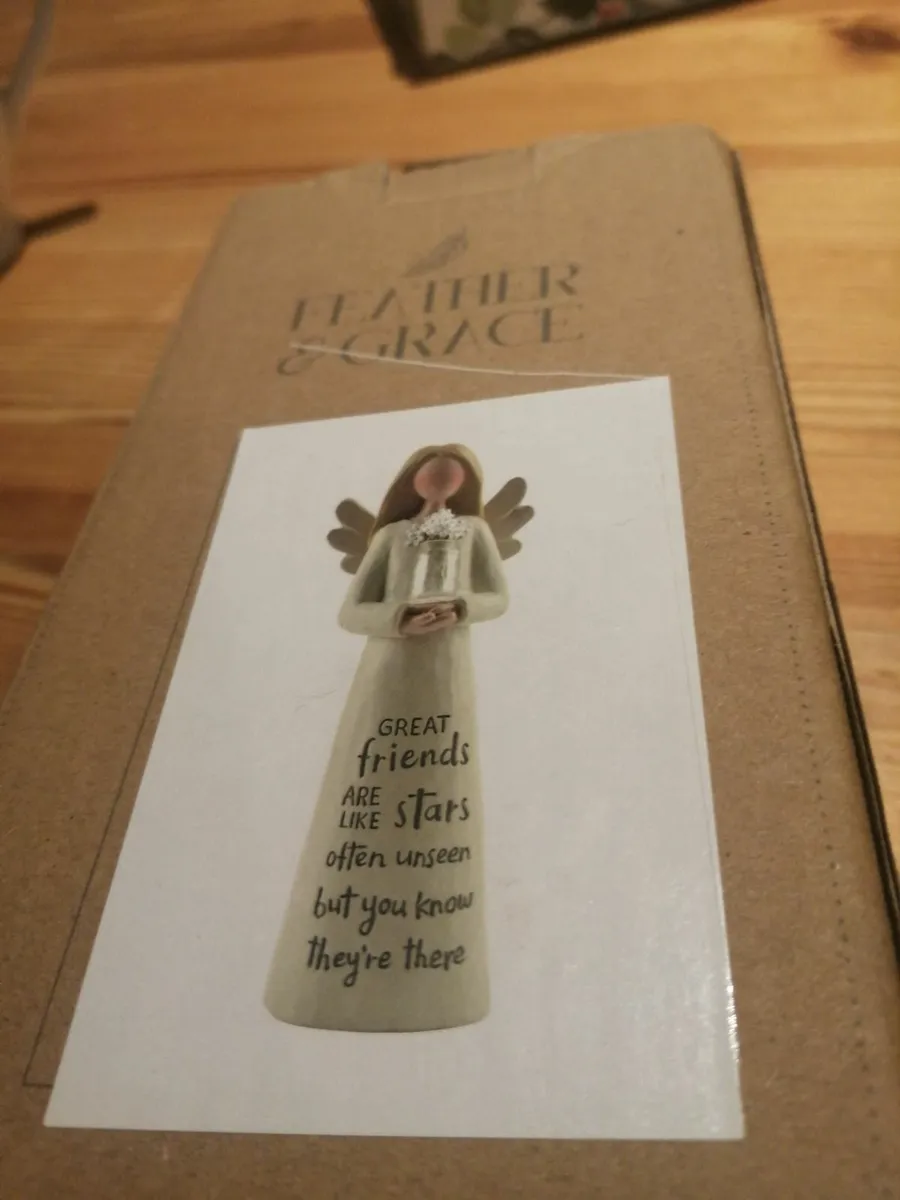 FEATHER
& GRACE
GREAT
friends
ARE
LIKE stars
often unseen
but you know
they're there